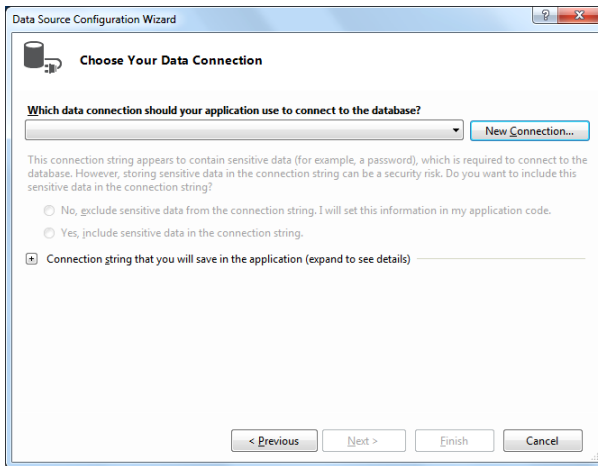 Data Source Configuration Wizard
Choose Your Data Connection
Which data connection should your application use to connect to the database?
New Connection...
This connection string appears to contain sensitive data (for example, a password), which is required to connect to the
database. However, storing sensitive data in the connection string can be a security risk. Do you want to include this
sensitive data in the connection string?
No, exclude sensitive data from the connection string. I will set this information in my application code.
Yes, include sensitive data in the connection string.
Connection string that you will save in the application (expand to see details)
< Previous Next > Finish Cancel